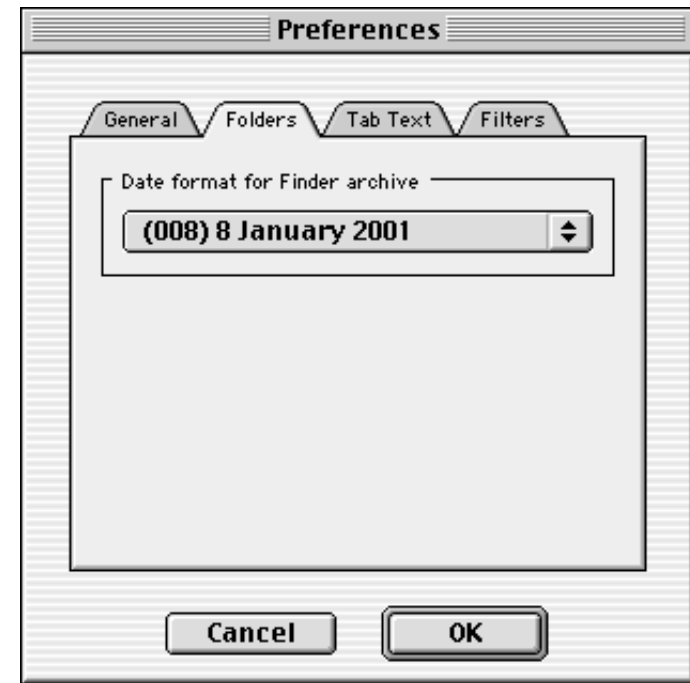 Preferences
General Folders Tab Text Filters
Date format for Finder archive
(008) 8 January 2001
Cancel OK